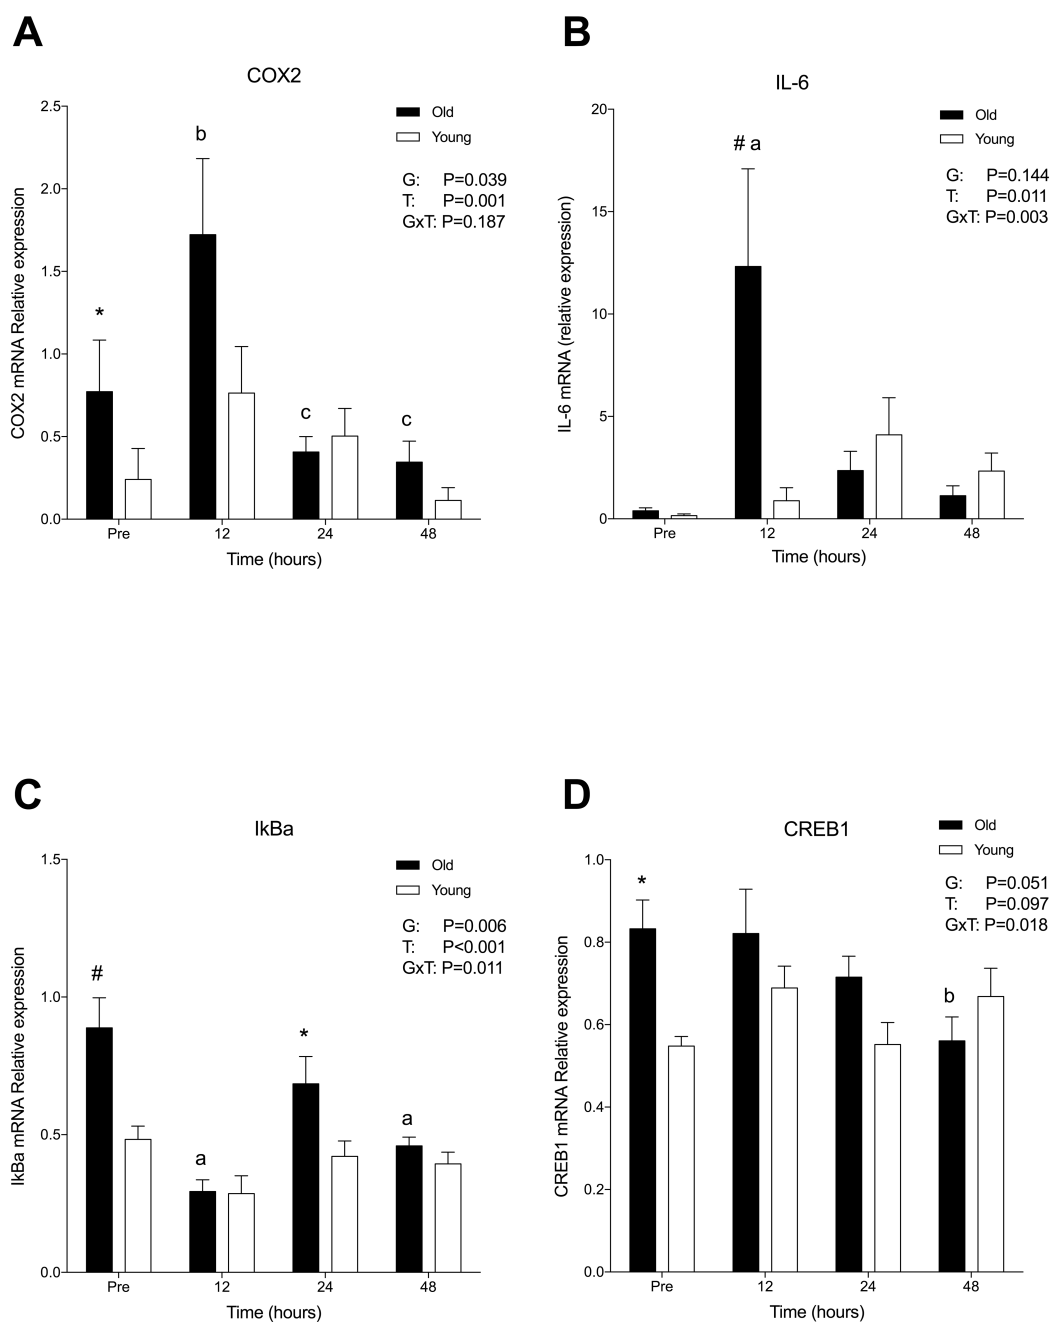 A
COX2
COX2 mRNA Relative expression
2.5
2.0
1.5
1.0
0.5
0.0
Old
Young
G: P=0.039
T: P=0.001
GxT: P=0.187
*
b
c
c
Pre
12
24
48
Time (hours)
B
IL-6
IL-6 mRNA (relative expression)
20
15
10
5
0
Old
Young
G: P=0.144
T: P=0.011
GxT: P=0.003
# a
Pre
12
24
48
Time (hours)
C
IkBa
IkBa mRNA Relative expression
1.5
1.0
0.5
0.0
Old
Young
G: P=0.006
T: P<0.001
GxT: P=0.011
#
a
*
a
Pre
12
24
48
Time (hours)
D
CREB1
CREB1 mRNA Relative expression
1.0
0.8
0.6
0.4
0.2
0.0
Old
Young
G: P=0.051
T: P=0.097
GxT: P=0.018
*
b
Pre
12
24
48
Time (hours)